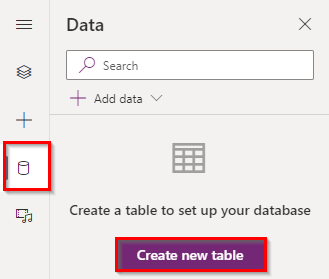 Data
Search
Add data
Create a table to set up your database
Create new table